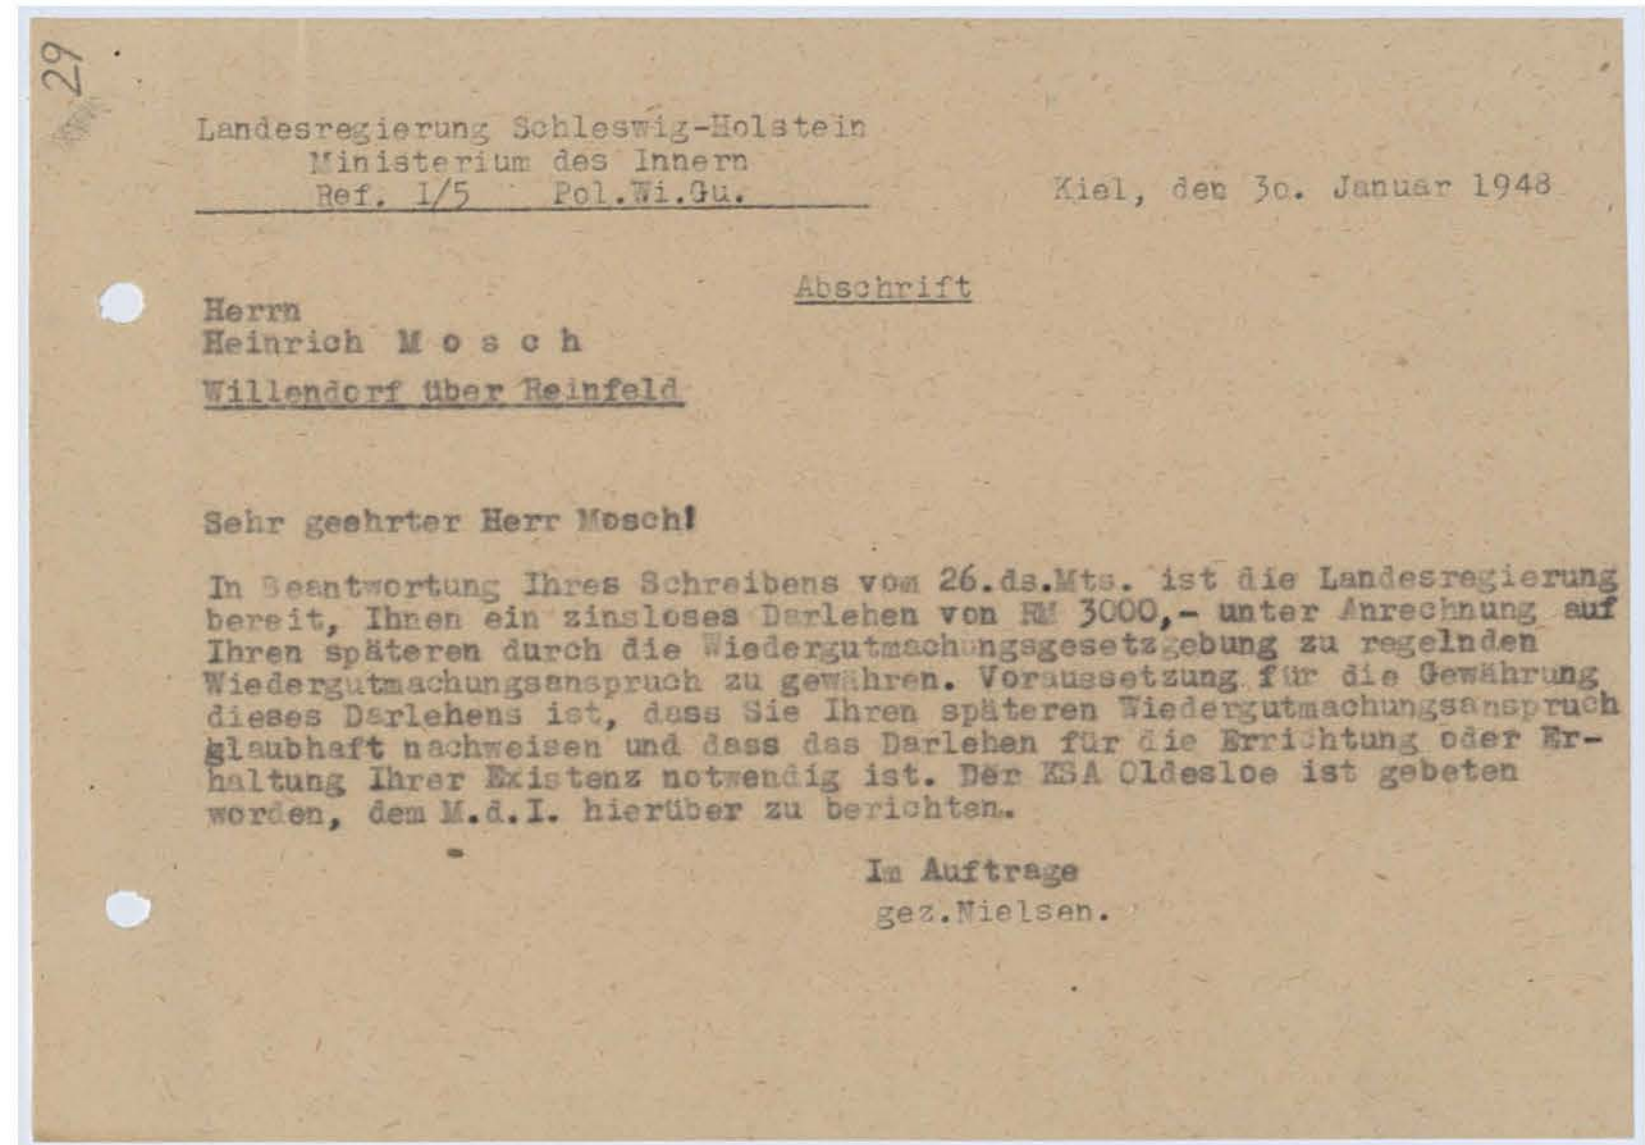 29
Landesregierung Schleswig-Holstein
Ministerium des Innern
Ref. I/5 Pol.Wi.Gu.
Kiel, den 30. Januar 1948
Abschrift
Herrn
Heinrich M o s c h
Willendorf über Reinfeld
Sehr geehrter Herr Mosch!
In Beantwortung Ihres Schreibens vom 26.ds.Mts. ist die Landesregierung
bereit, Ihnen ein zinsloses Darlehen von RM 3000,- unter Anrechnung auf
Ihren späteren durch die Wiedergutmachungsgesetzgebung zu regelnden
Wiedergutmachungsanspruch zu gewähren. Voraussetzung für die Gewährung
dieses Darlehens ist, dass Sie Ihren späteren Wiedergutmachungsanspruch
glaubhaft nachweisen und dass das Darlehen für die Errichtung oder Er-
haltung Ihrer Existenz notwendig ist. Der KSA Oldesloe ist gebeten
worden, dem M.d.I. hierüber zu berichten.
Im Auftrage
gez.Nielsen.